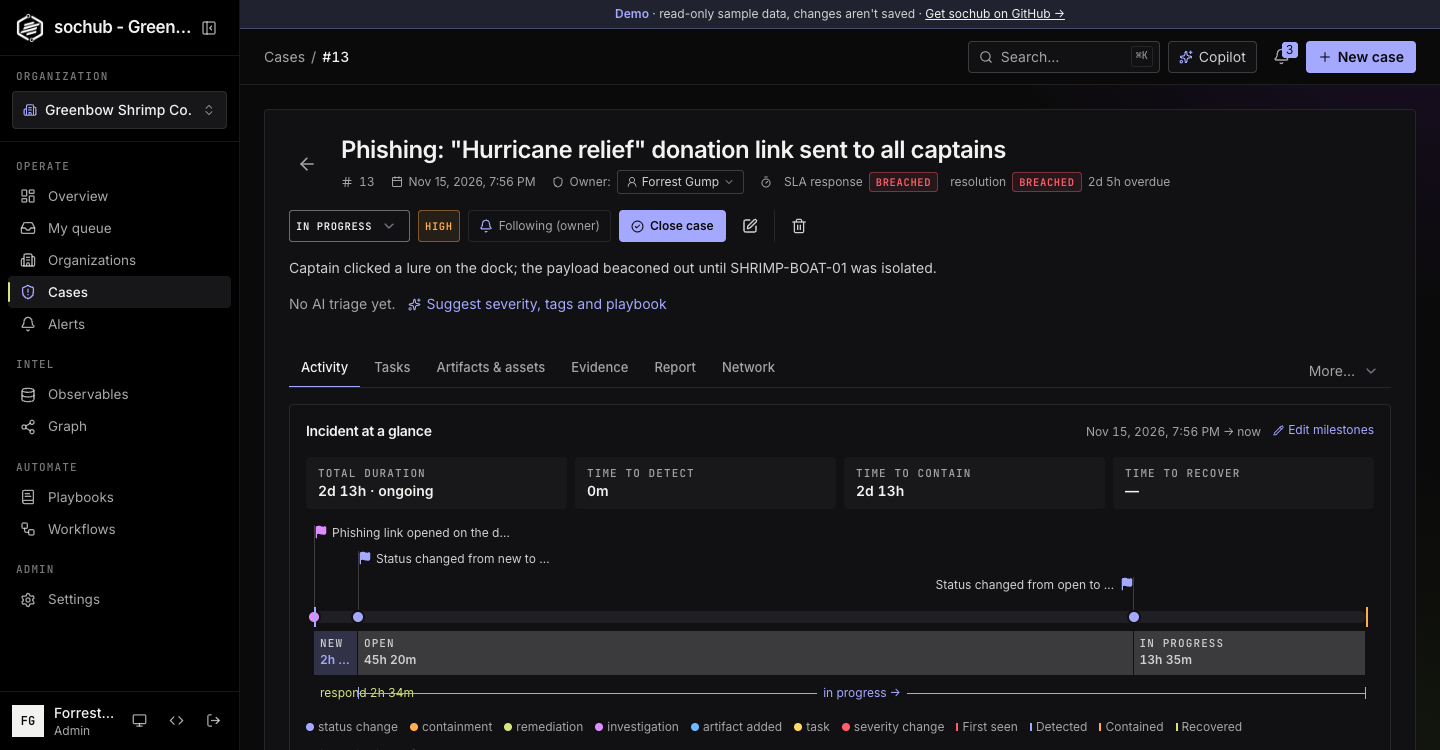 sochub - Green...
Demo · read-only sample data, changes aren't saved · Get sochub on GitHub →
ORGANIZATION
Greenbow Shrimp Co.
OPERATE
Overview
My queue
Organizations
Cases
Alerts
INTEL
Observables
Graph
AUTOMATE
Playbooks
Workflows
ADMIN
Settings
FG
Forrest...
Admin
Cases / #13
Search... ⌘K
Copilot
3
New case
Phishing: "Hurricane relief" donation link sent to all captains
# 13 Nov 15, 2026, 7:56 PM Owner: Forrest Gump SLA response BREACHED resolution BREACHED 2d 5h overdue
IN PROGRESS HIGH Following (owner) Close case
Captain clicked a lure on the dock; the payload beaconed out until SHRIMP-BOAT-01 was isolated.
No AI triage yet. Suggest severity, tags and playbook
Activity Tasks Artifacts & assets Evidence Report Network More...
Incident at a glance Nov 15, 2026, 7:56 PM → now Edit milestones
TOTAL DURATION
2d 13h · ongoing
TIME TO DETECT
0m
TIME TO CONTAIN
2d 13h
TIME TO RECOVER
—
Phishing link opened on the d...
Status changed from new to ...
Status changed from open to ...
NEW
2h ...
OPEN
45h 20m
IN PROGRESS
13h 35m
respond 2h 34m in progress →
status change containment remediation investigation artifact added task severity change First seen Detected Contained Recovered